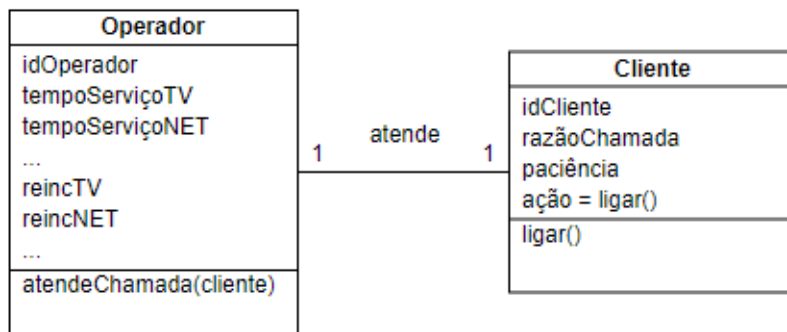 Operador
idOperador
tempoServiçoTV
tempoServiçoNET
...
reincTV
reincNET
...
atendeChamada(cliente)
1
atende
1
Cliente
idCliente
razãoChamada
paciência
ação = ligar()
ligar()